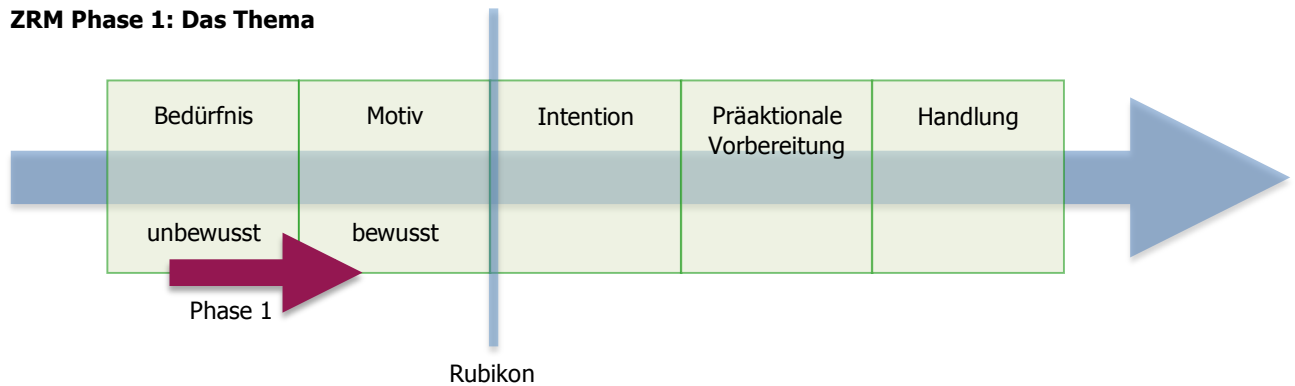 ZRM Phase 1: Das Thema
Bedürfnis
Motiv
Intention
Präaktionale
Vorbereitung
Handlung
unbewusst
bewusst
Phase 1
Rubikon